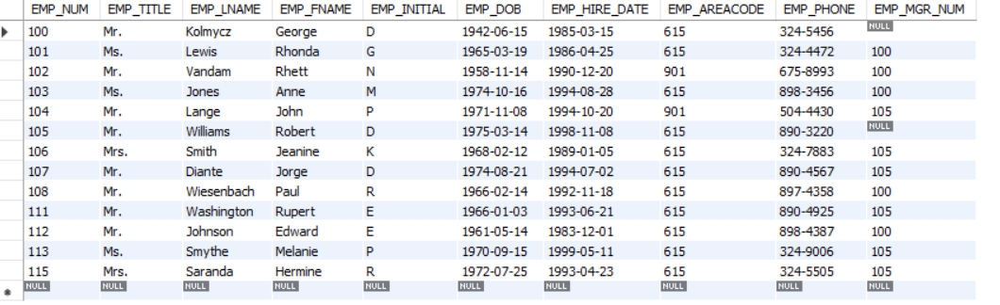 EMP_NUM EMP_TITLE EMP_LNAME EMP_FNAME EMP_INITIAL EMP_DOB EMP_HIRE_DATE EMP_AREACODE EMP_PHONE EMP_MGR_NUM
100 Mr. Kolmycz George D 1942-06-15 1985-03-15 615 324-5456 NULL
101 Ms. Lewis Rhonda G 1965-03-19 1986-04-25 615 324-4472 100
102 Mr. Vandam Rhett N 1958-11-14 1990-12-20 901 675-8993 100
103 Ms. Jones Anne M 1974-10-16 1994-08-28 615 898-3456 100
104 Mr. Lange John P 1971-11-08 1994-10-20 901 504-4430 105
105 Mr. Williams Robert D 1975-03-14 1998-11-08 615 890-3220 NULL
106 Mrs. Smith Jeanine K 1968-02-12 1989-01-05 615 324-7883 105
107 Mr. Diante Jorge D 1974-08-21 1994-07-02 615 890-4567 105
108 Mr. Wiesenbach Paul R 1966-02-14 1992-11-18 615 897-4358 100
111 Mr. Washington Rupert E 1966-01-03 1993-06-21 615 890-4925 105
112 Mr. Johnson Edward E 1961-05-14 1983-12-01 615 898-4387 100
113 Ms. Smythe Melanie P 1970-09-15 1999-05-11 615 324-9006 105
115 Mrs. Saranda Hermine R 1972-07-25 1993-04-23 615 324-5505 105
NULL NULL NULL NULL NULL NULL NULL NULL NULL NULL